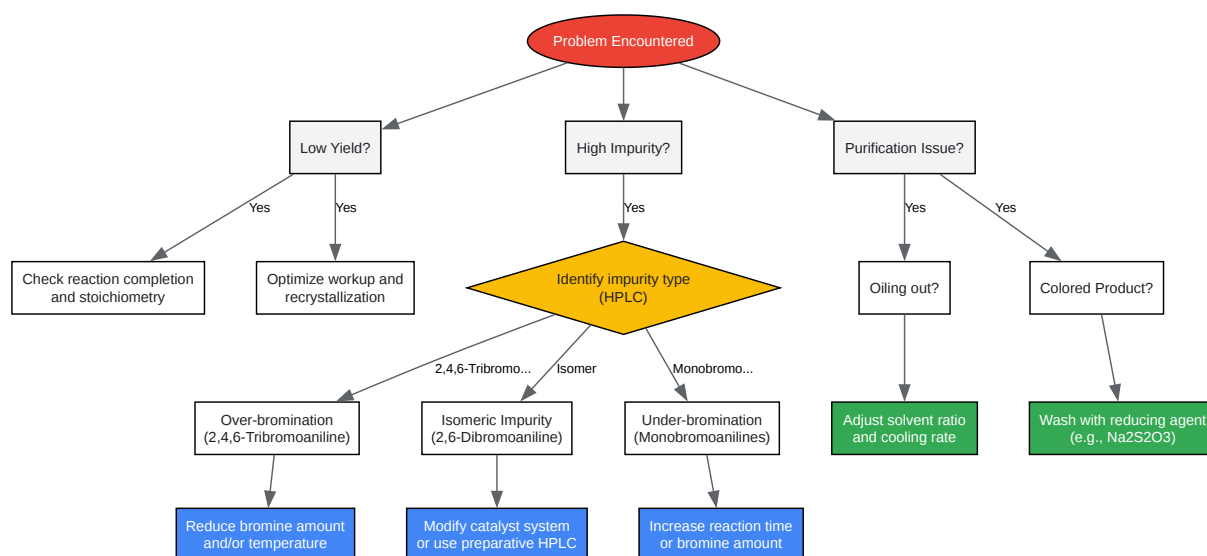 Problem Encountered
Low Yield?
High Impurity?
Purification Issue?
Yes
Yes
Yes
Yes
Yes
Check reaction completion
and stoichiometry
Optimize workup and
recrystallization
Identify impurity type
(HPLC)
Oiling out?
Colored Product?
2,4,6-Tribromo...
Isomer
Monobromo...
Over-bromination
(2,4,6-Tribromoaniline)
Isomeric Impurity
(2,6-Dibromoaniline)
Under-bromination
(Monobromoanilines)
Adjust solvent ratio
and cooling rate
Wash with reducing agent
(e.g., Na2S2O3)
Reduce bromine amount
and/or temperature
Modify catalyst system
or use preparative HPLC
Increase reaction time
or bromine amount